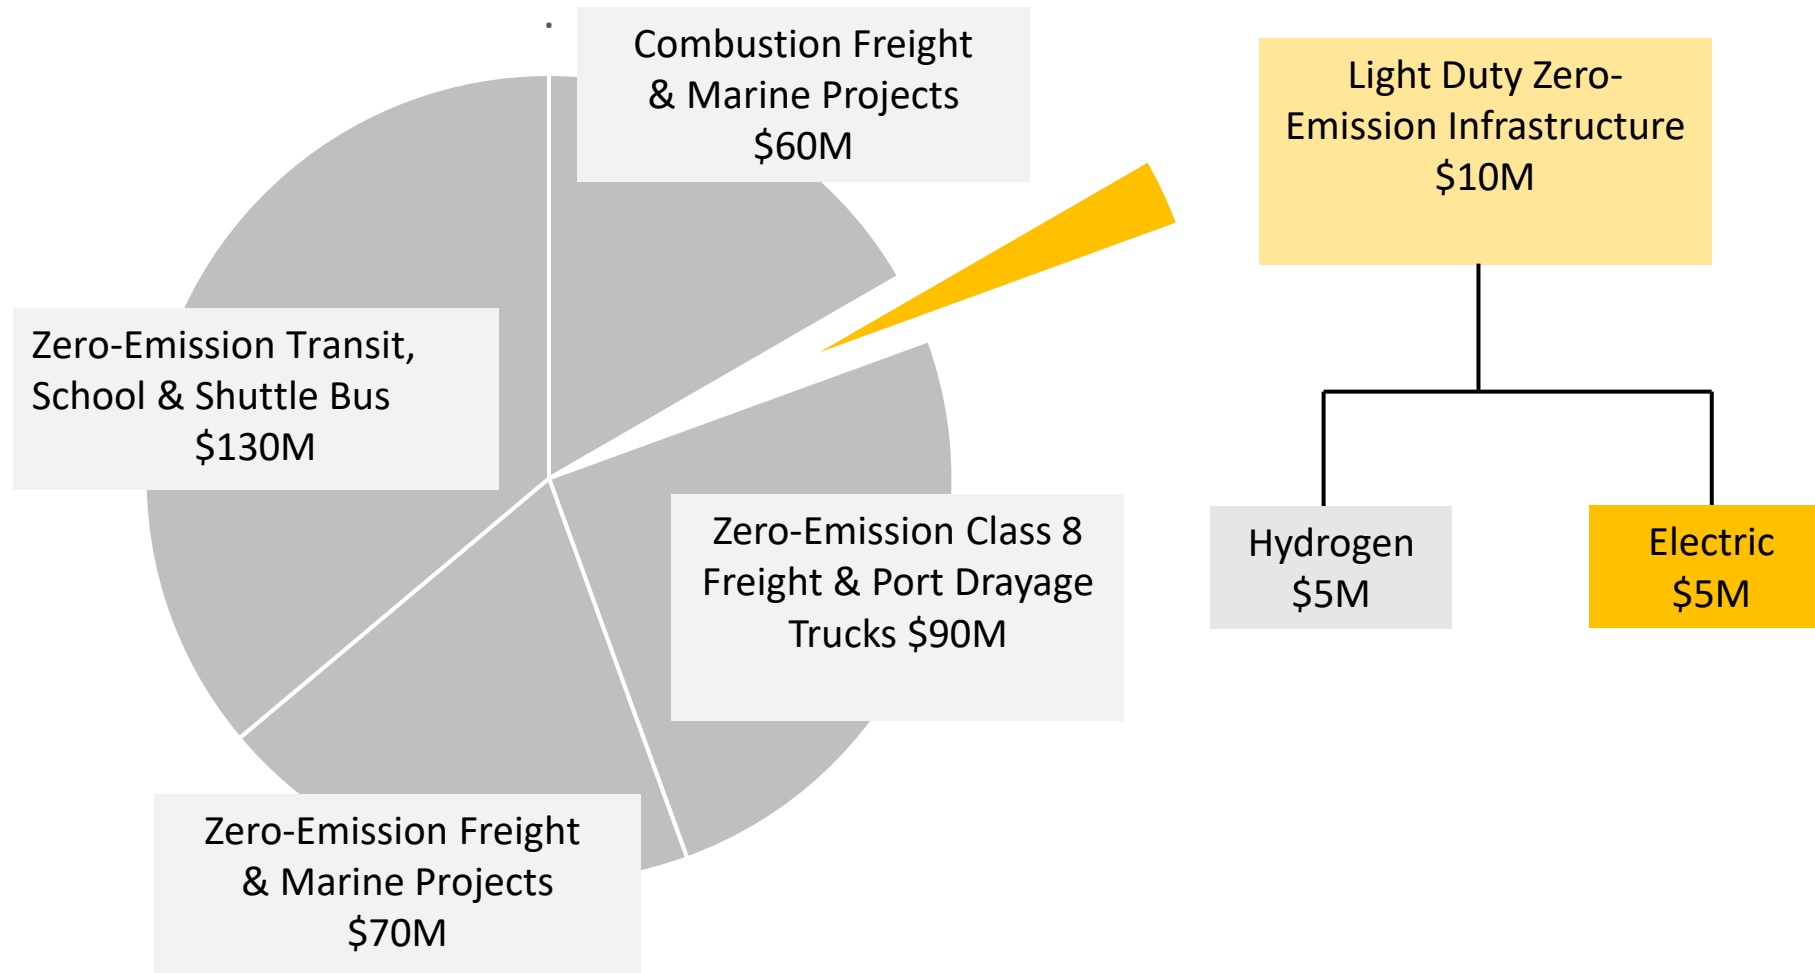 Combustion Freight
& Marine Projects
$60M
Light Duty Zero-
Emission Infrastructure
$10M
Zero-Emission Transit,
School & Shuttle Bus
$130M
Zero-Emission Class 8
Freight & Port Drayage
Trucks $90M
Hydrogen
$5M
Electric
$5M
Zero-Emission Freight
& Marine Projects
$70M